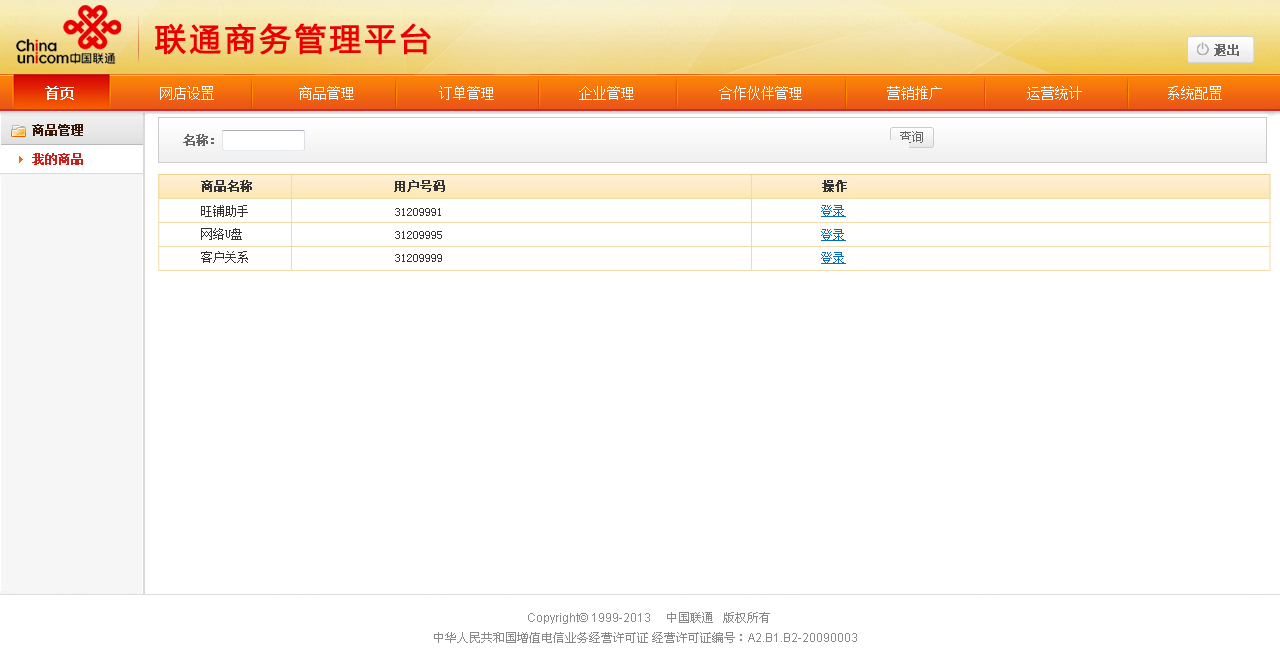 China unicom中国联通
联通商务管理平台
退出
首页 网店设置 商品管理 订单管理 企业管理 合作伙伴管理 营销推广 运营统计 系统配置
商品管理
我的商品
名称： 查询
商品名称 用户号码 操作
旺铺助手 31209991 登录
网络U盘 31209995 登录
客户关系 31209999 登录
Copyright© 1999-2013 中国联通 版权所有
中华人民共和国增值电信业务经营许可证 经营许可证编号：A2.B1.B2-20090003